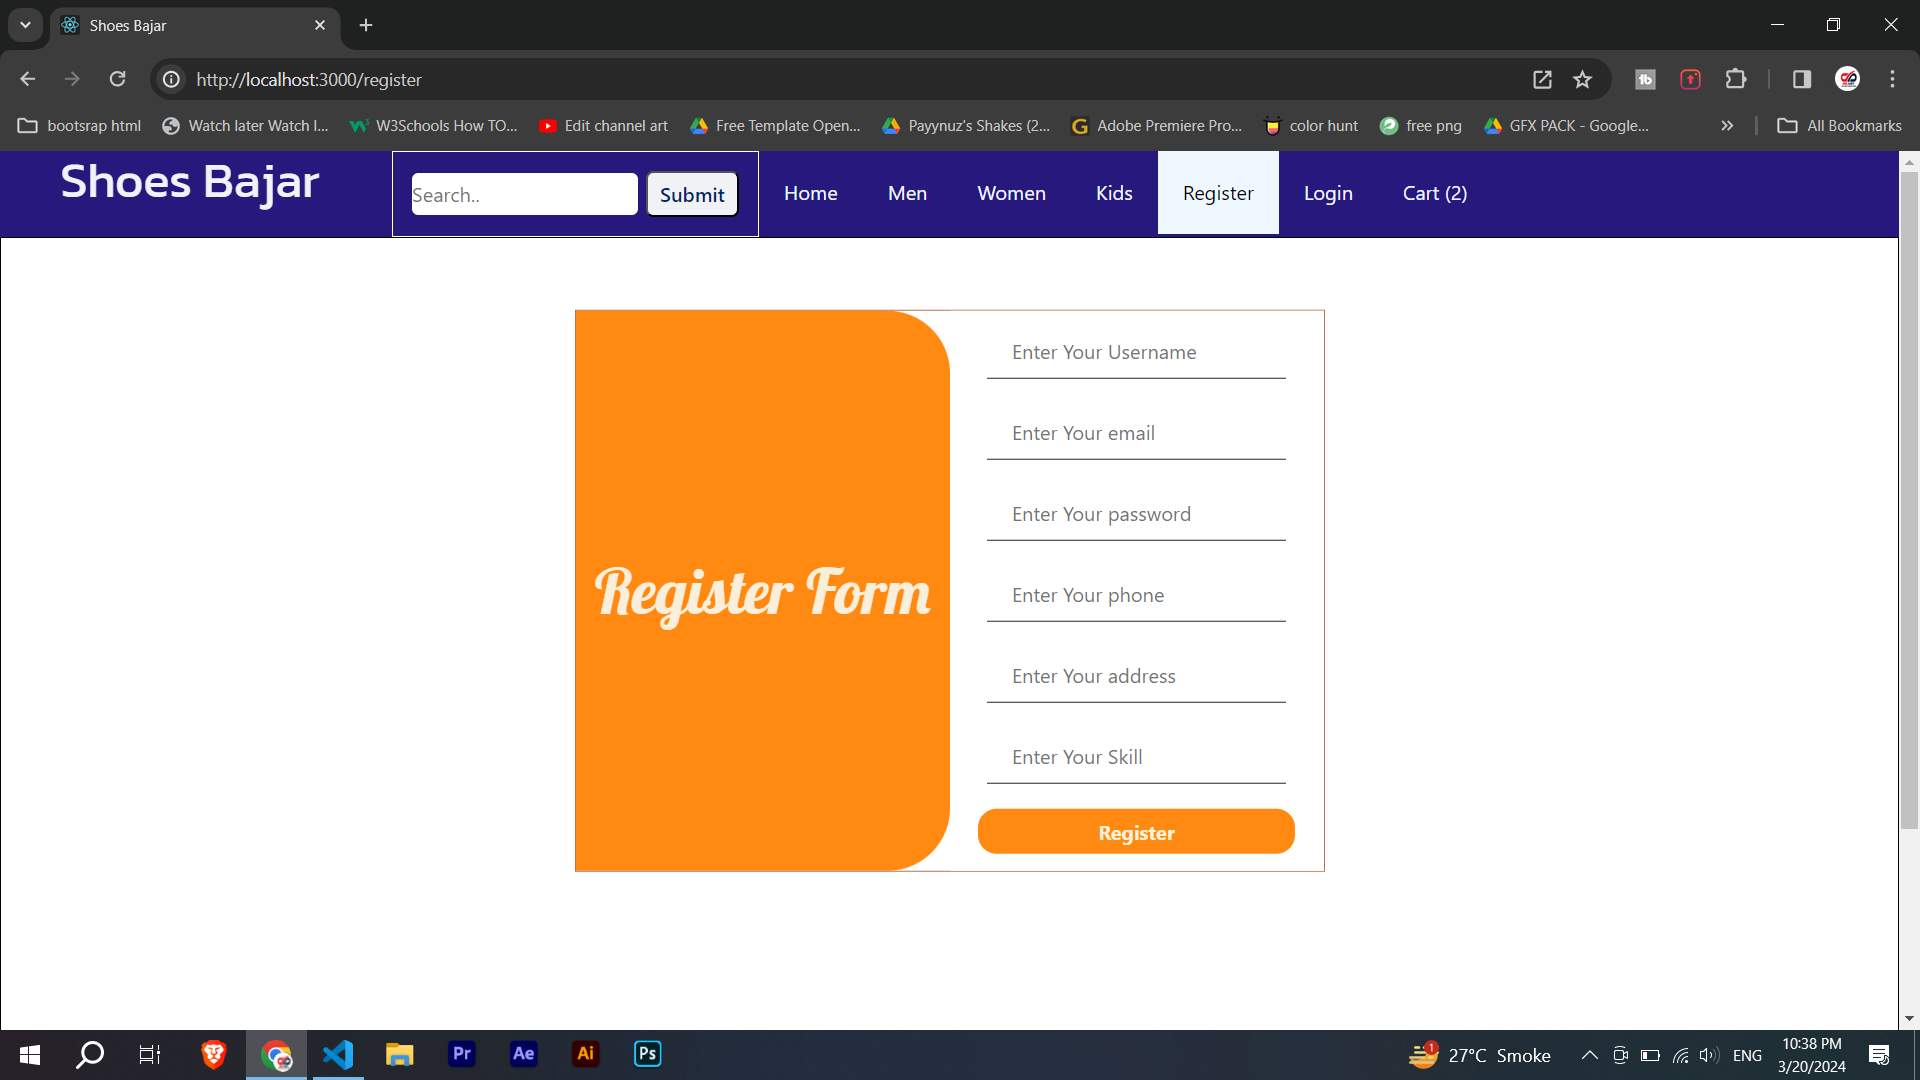 Shoes Bajar
http://localhost:3000/register
bootsrap html
Watch later Watch l...
W3Schools How TO...
Edit channel art
Free Template Open...
Payynuz's Shakes (2...
Adobe Premiere Pro...
color hunt
free png
GFX PACK - Google...
All Bookmarks
Shoes Bajar
Search..
Submit
Home
Men
Women
Kids
Register
Login
Cart (2)
Register Form
Enter Your Username
Enter Your email
Enter Your password
Enter Your phone
Enter Your address
Enter Your Skill
Register
Pr
Ae
Ai
Ps
1
27°C Smoke
ENG
10:38 PM
3/20/2024